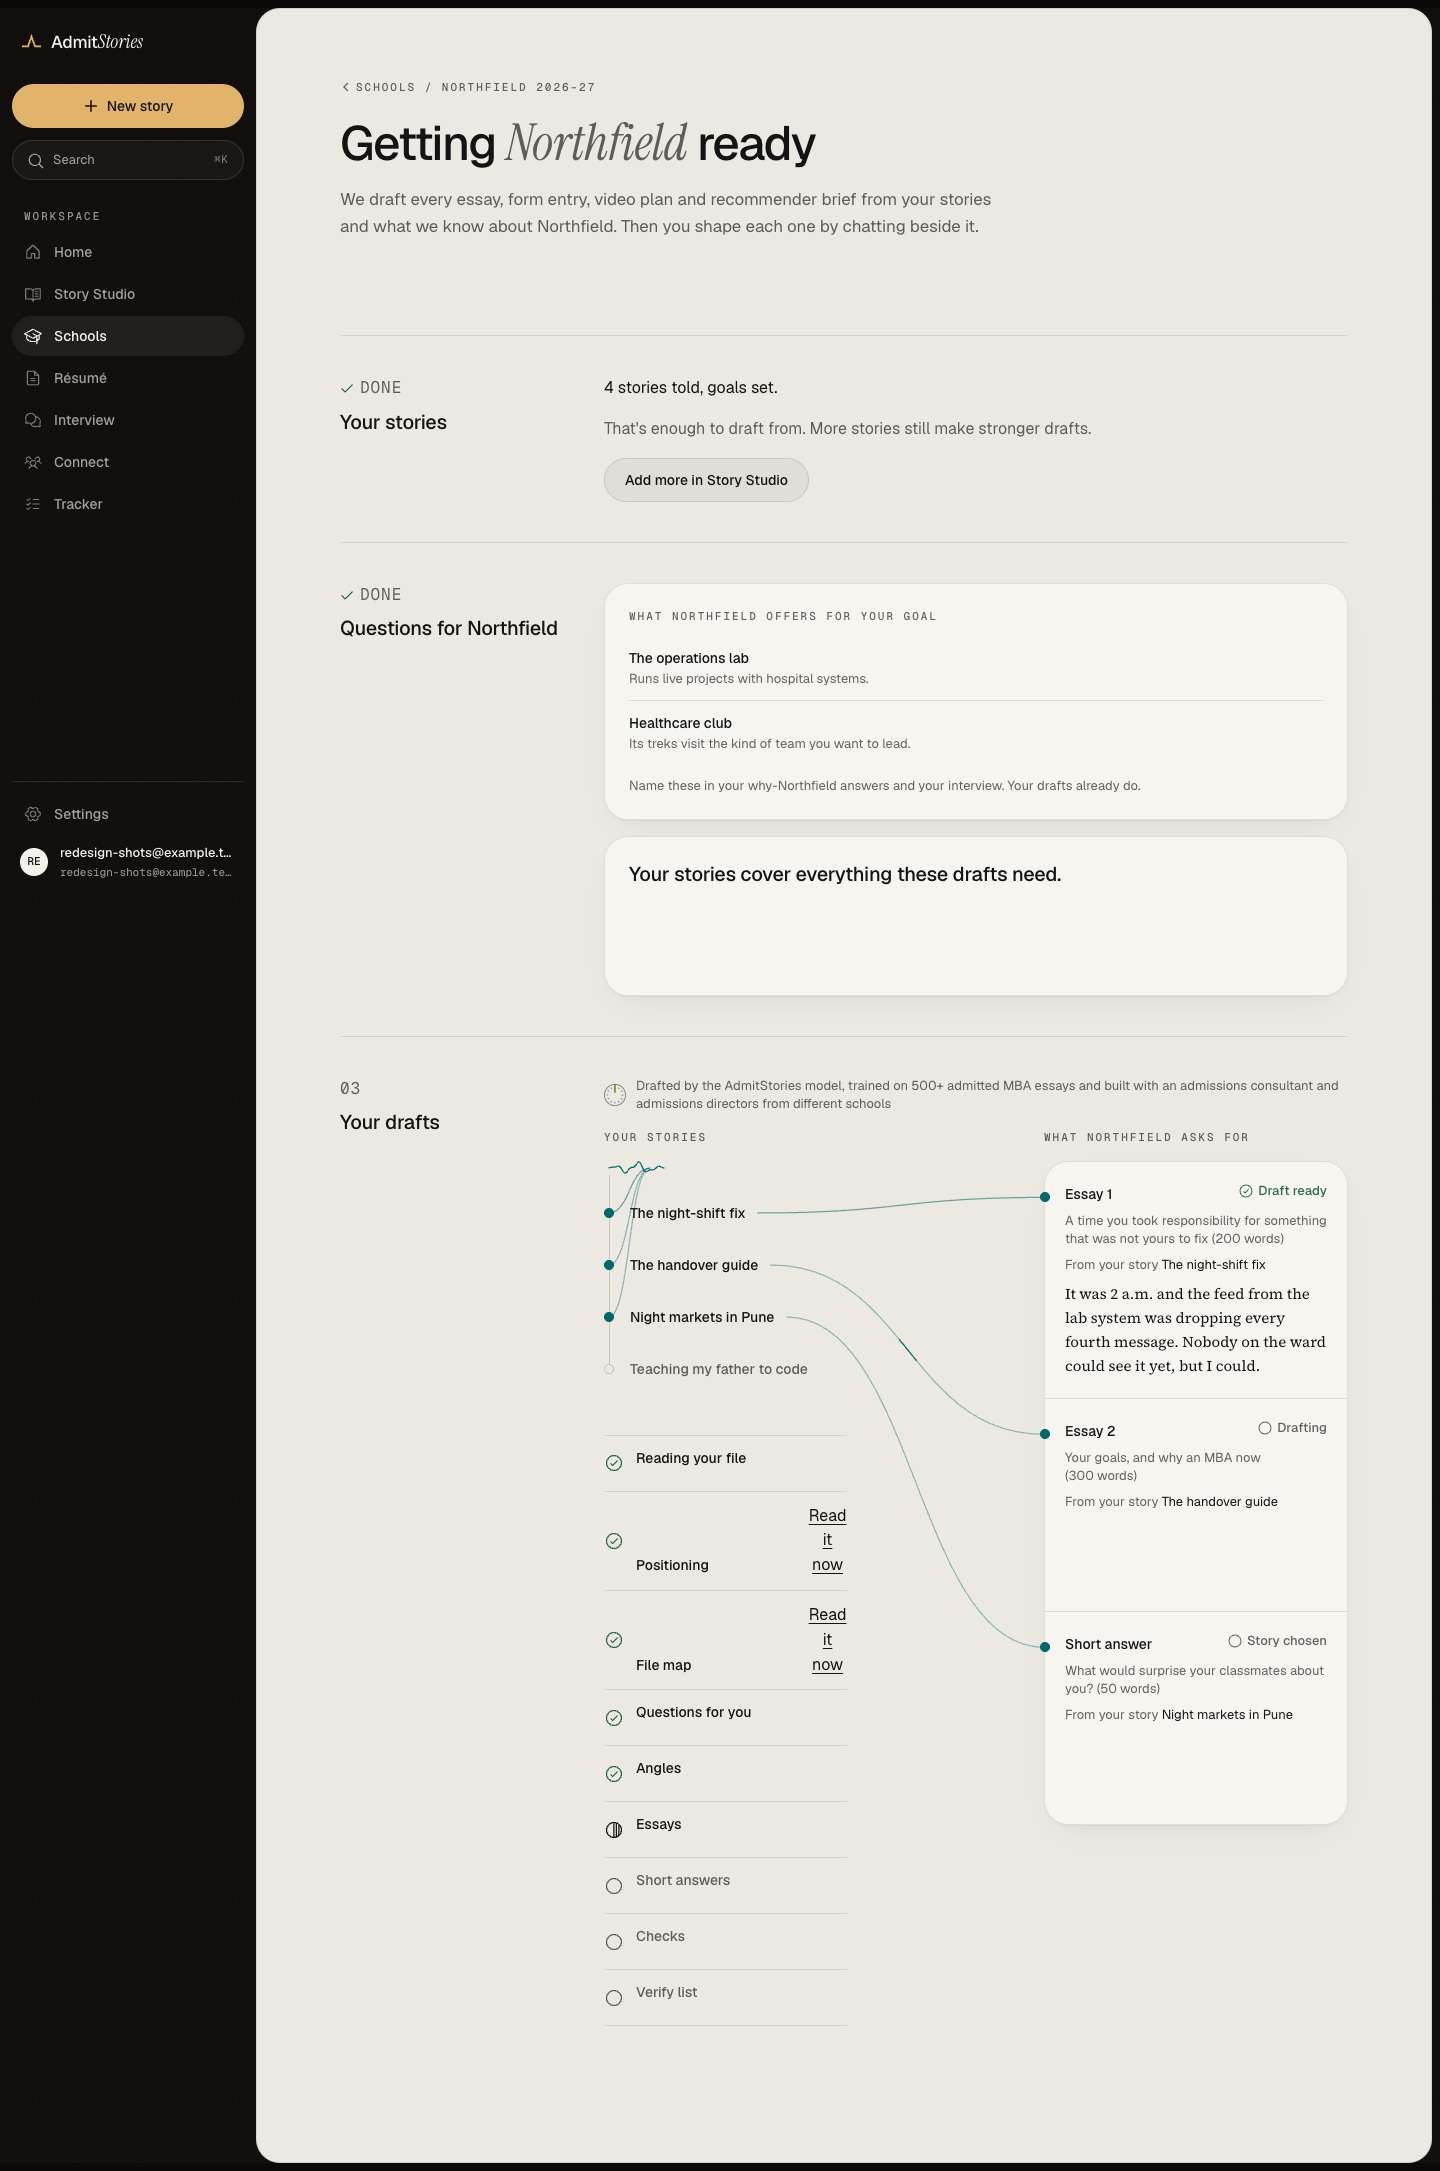 AdmitStories
New story
Search ⌘K
WORKSPACE
Home
Story Studio
Schools
Résumé
Interview
Connect
Tracker
Settings
RE
redesign-shots@example.t…
redesign-shots@example.te…
SCHOOLS / NORTHFIELD 2026-27
Getting Northfield ready
We draft every essay, form entry, video plan and recommender brief from your stories
and what we know about Northfield. Then you shape each one by chatting beside it.
DONE
Your stories
4 stories told, goals set.
That's enough to draft from. More stories still make stronger drafts.
Add more in Story Studio
DONE
Questions for Northfield
WHAT NORTHFIELD OFFERS FOR YOUR GOAL
The operations lab
Runs live projects with hospital systems.
Healthcare club
Its treks visit the kind of team you want to lead.
Name these in your why-Northfield answers and your interview. Your drafts already do.
Your stories cover everything these drafts need.
03
Your drafts
Drafted by the AdmitStories model, trained on 500+ admitted MBA essays and built with an admissions consultant and
admissions directors from different schools
YOUR STORIES
The night-shift fix
The handover guide
Night markets in Pune
Teaching my father to code
Reading your file
Positioning
Read
it
now
File map
Read
it
now
Questions for you
Angles
Essays
Short answers
Checks
Verify list
WHAT NORTHFIELD ASKS FOR
Essay 1
Draft ready
A time you took responsibility for something
that was not yours to fix (200 words)
From your story The night-shift fix
It was 2 a.m. and the feed from the
lab system was dropping every
fourth message. Nobody on the ward
could see it yet, but I could.
Essay 2
Drafting
Your goals, and why an MBA now
(300 words)
From your story The handover guide
Short answer
Story chosen
What would surprise your classmates about
you? (50 words)
From your story Night markets in Pune